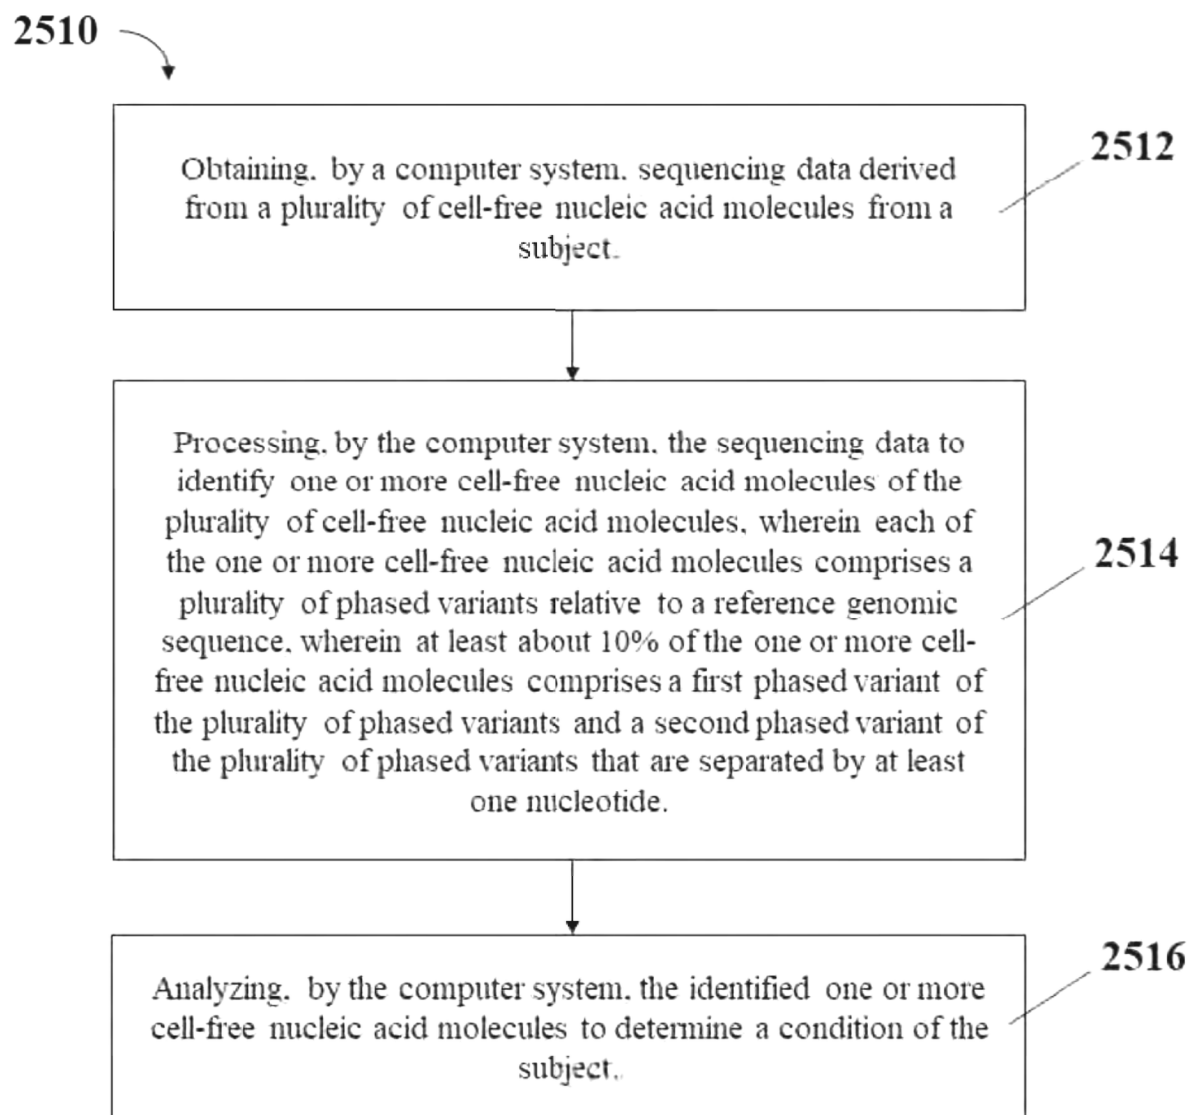 2510
2512
Obtaining. by a computer system. sequencing data derived
from a plurality of cell-free nucleic acid molecules from a
subject.
Processing. by the computer system. the sequencing data to
identify one or more cell-free nucleic acid molecules of the
plurality of cell-free nucleic acid molecules, wherein each of
the one or more cell-free nucleic acid molecules comprises a
plurality of phased variants relative to a reference genomic
sequence, wherein at least about 10% of the one or more cell-
free nucleic acid molecules comprises a first phased variant of
the plurality of phased variants and a second phased variant of
the plurality of phased variants that are separated by at least
one nucleotide.
2514
Analyzing. by the computer system. the identified one or more
cell-free nucleic acid molecules to determine a condition of the
subject.
2516